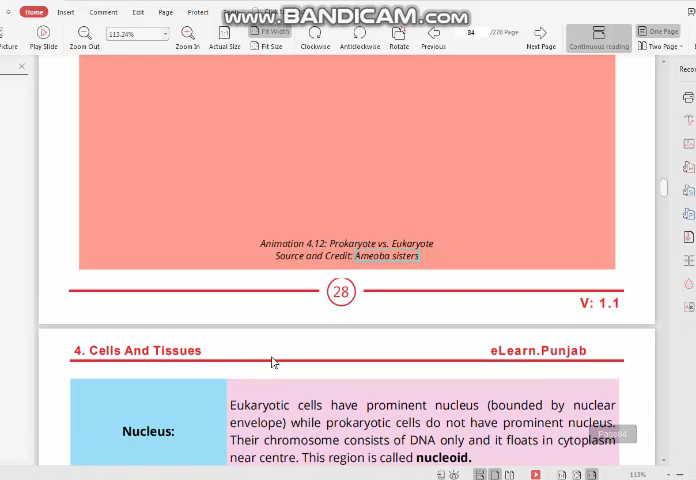 www.BANDICAM.com
Home Insert Comment Edit Page Protect
113.24% Fit Width 84 /278 Page One Page
Picture Play Slide Zoom Out Zoom In Actual Size Fit Size Clockwise Anticlockwise Rotate Previous Next Page Continuous reading Two Page
Recor
Animation 4.12: Prokaryote vs. Eukaryote
Source and Credit: Ameoba sisters
28
V: 1.1
4. Cells And Tissues eLearn.Punjab
Nucleus:
Eukaryotic cells have prominent nucleus (bounded by nuclear
envelope) while prokaryotic cells do not have prominent nucleus.
Their chromosome consists of DNA only and it floats in cytoplasm
near centre. This region is called nucleoid.
Page84
113%